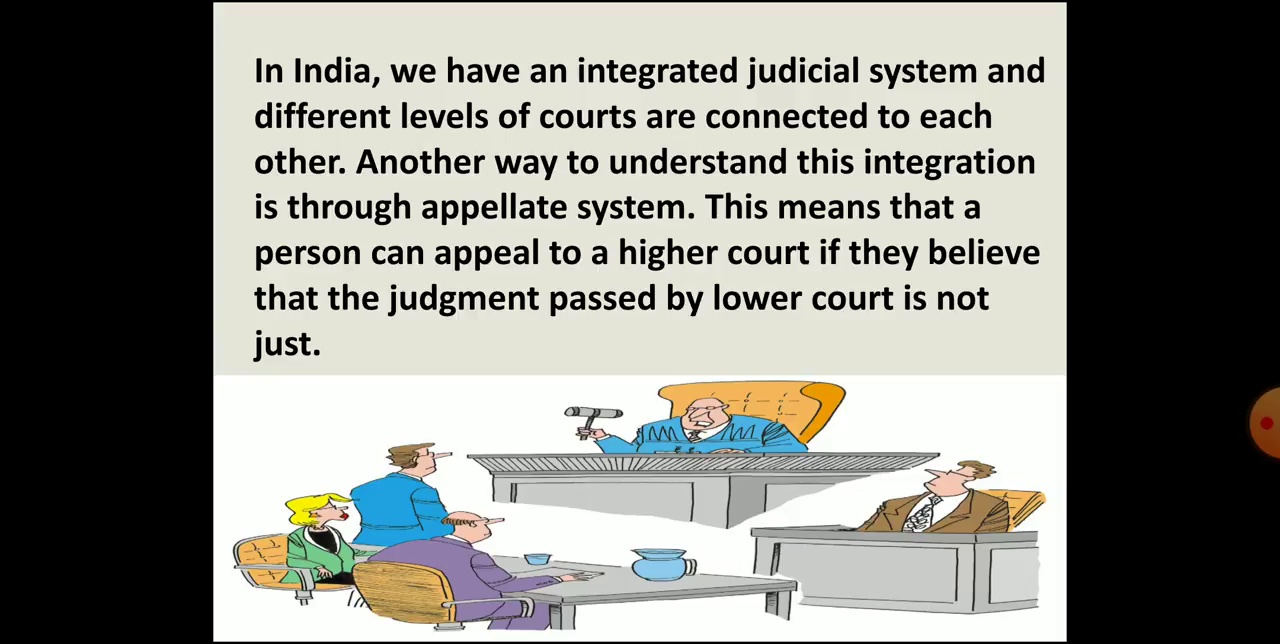 In India, we have an integrated judicial system and
different levels of courts are connected to each
other. Another way to understand this integration
is through appellate system. This means that a
person can appeal to a higher court if they believe
that the judgment passed by lower court is not
just.